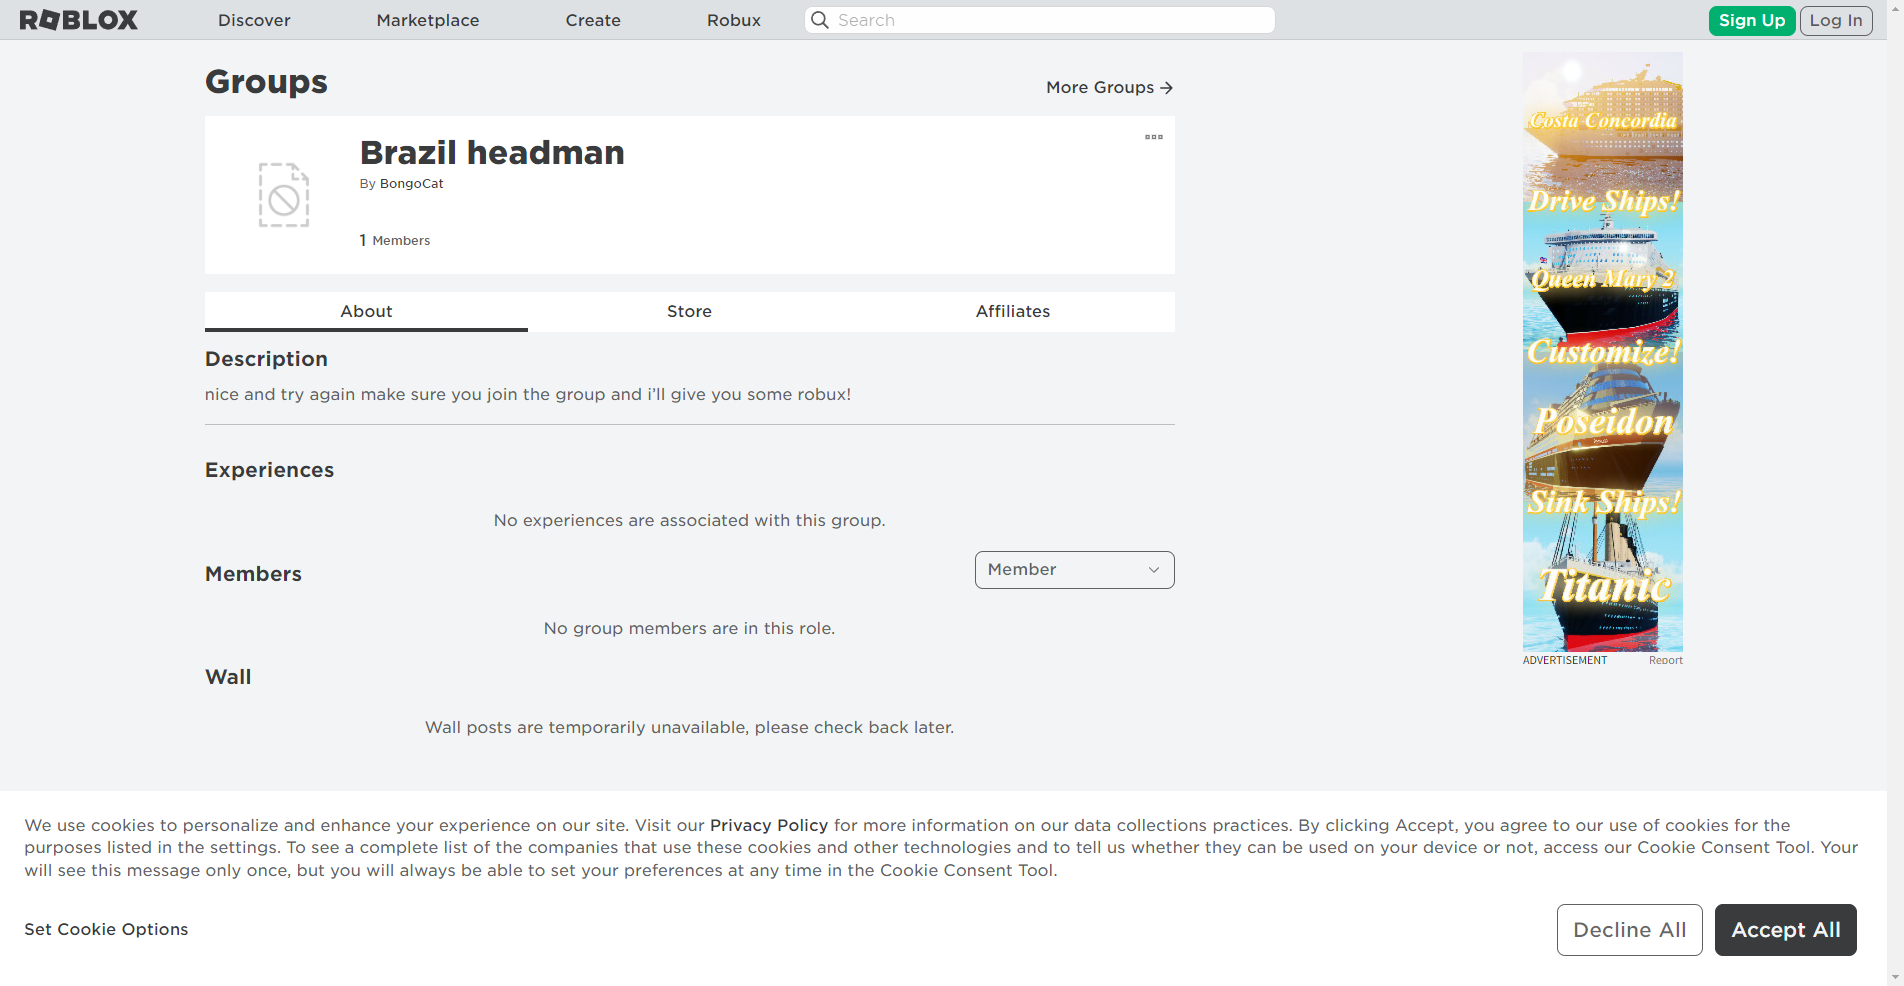 ROBLOX
Discover
Marketplace
Create
Robux
Search
Sign Up
Log In
Groups
More Groups
Brazil headman
By BongoCat
1 Members
About
Store
Affiliates
Description
nice and try again make sure you join the group and i’ll give you some robux!
Experiences
No experiences are associated with this group.
Members
Member
No group members are in this role.
Wall
Wall posts are temporarily unavailable, please check back later.
Costa Concordia
Drive Ships!
Queen Mary 2
Customize!
Poseidon
Sink Ships!
Titanic
ADVERTISEMENT
Report
We use cookies to personalize and enhance your experience on our site. Visit our Privacy Policy for more information on our data collections practices. By clicking Accept, you agree to our use of cookies for the
purposes listed in the settings. To see a complete list of the companies that use these cookies and other technologies and to tell us whether they can be used on your device or not, access our Cookie Consent Tool. Your
will see this message only once, but you will always be able to set your preferences at any time in the Cookie Consent Tool.
Set Cookie Options
Decline All
Accept All